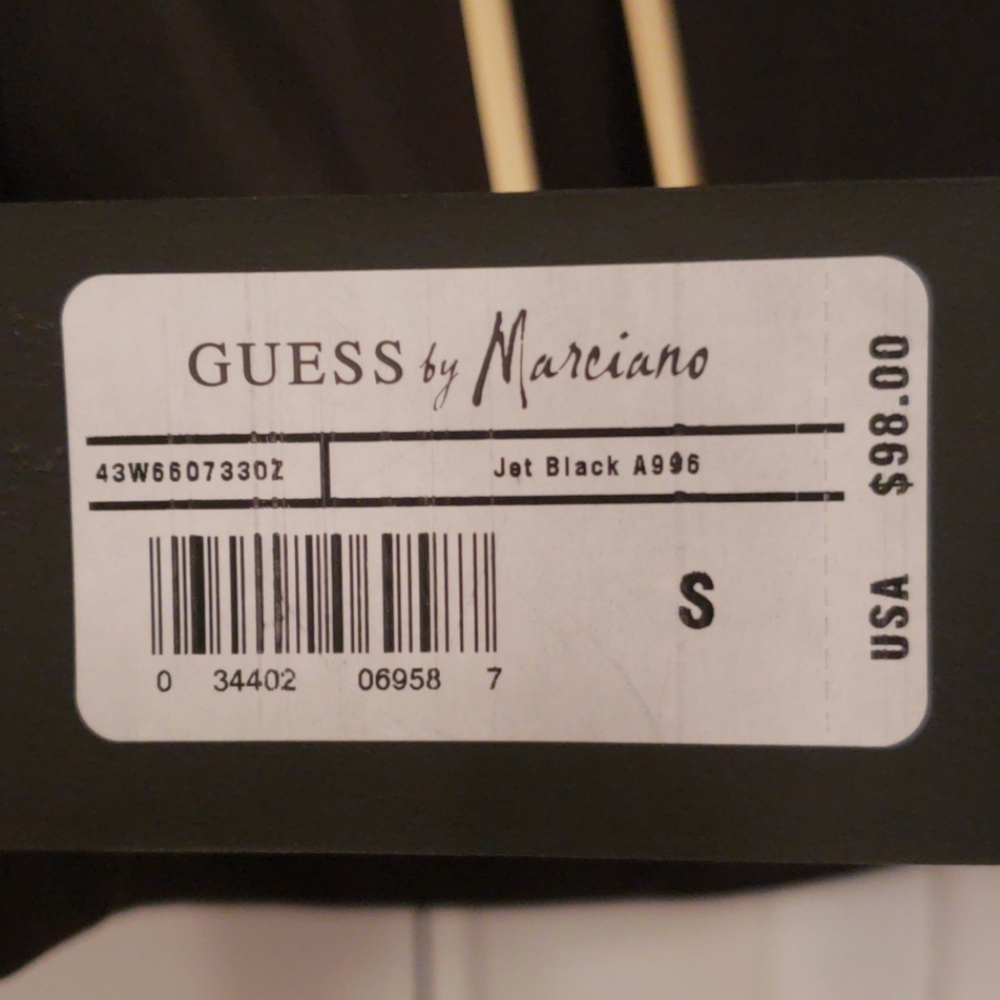 GUESS by Marciano
43W6607330Z Jet Black A996
S
0 34402 06958 7
USA $98.00